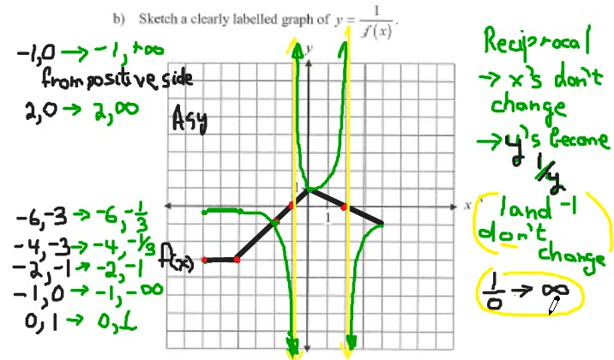 b) Sketch a clearly labelled graph of y = 1/f(x).
-1,0 → -1,+∞
from positive side
2,0 → 2,∞
Asy
-6,-3 → -6,-1/3
-4,-3 → -4,-1/3
-2,-1 → -2,-1
-1,0 → -1,-∞
0,1 → 0,1
f(x)
y
1
1
x
Reciprocal
→ x's don't
change
→ y's become
1/y
1 and -1
don't
change
1/0 → ∞